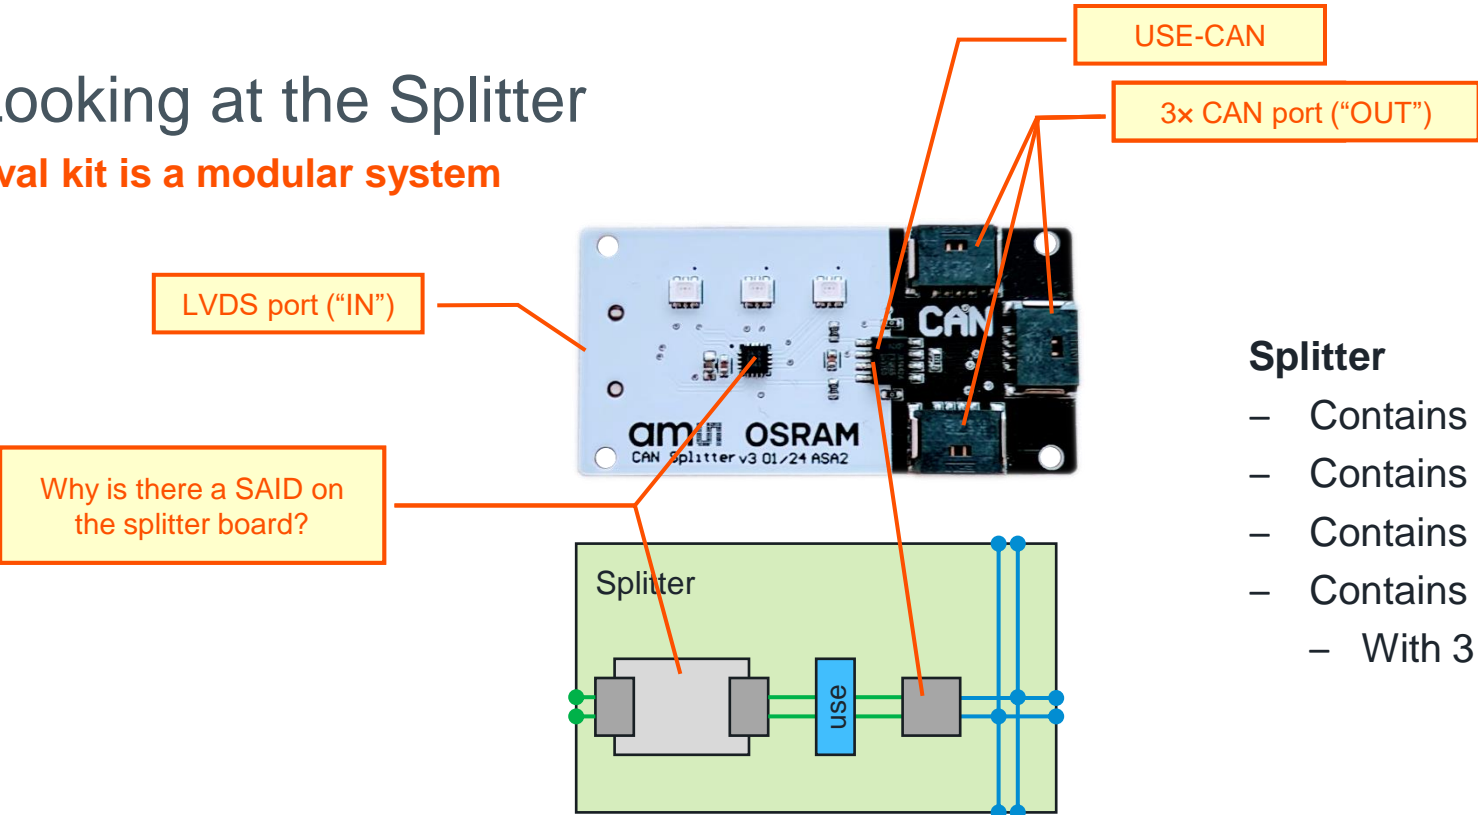 USE-CAN
ooking at the Splitter
3× CAN port (“OUT”)
val kit is a modular system
LVDS port (“IN”)
CAN
am OSRAM
CAN Splitter v3 01/24 ASA2
Why is there a SAID on
the splitter board?
Splitter
use
Splitter
– Contains
– Contains
– Contains
– Contains
– With 3